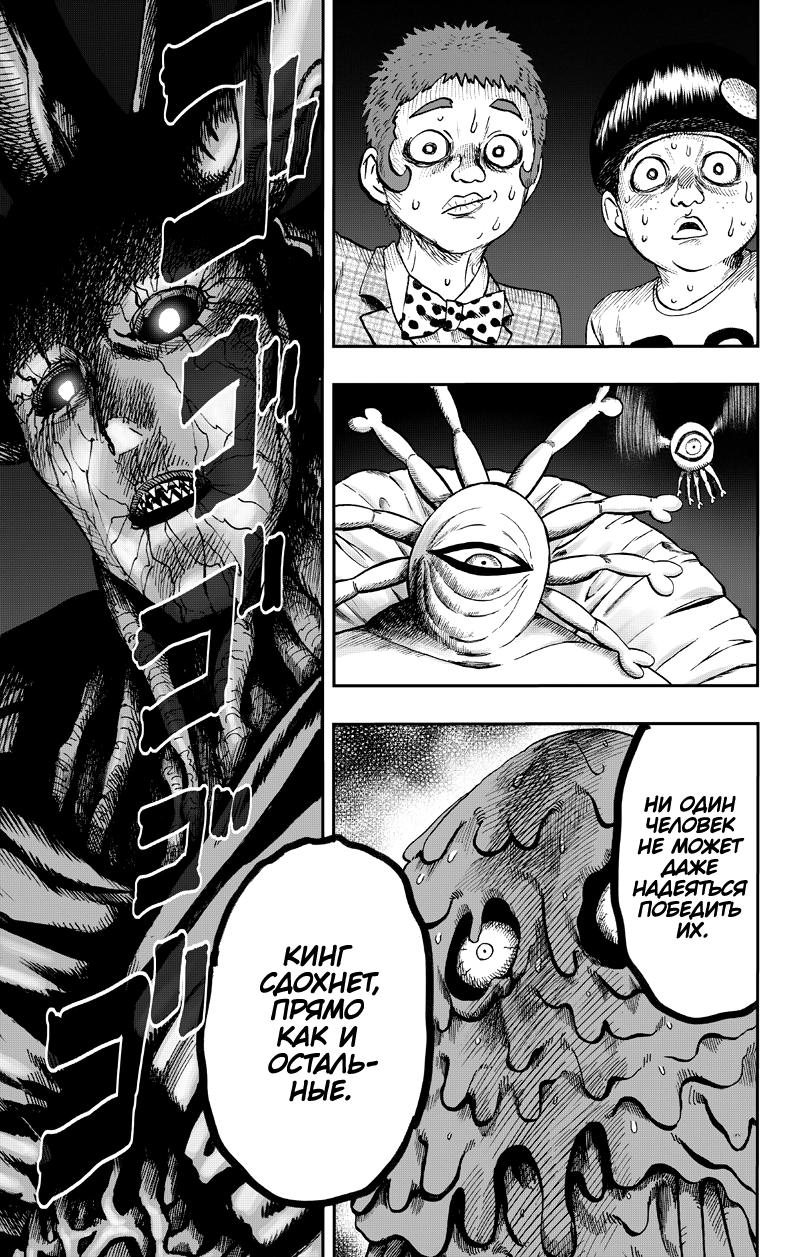 НИ ОДИН
ЧЕЛОВЕК
НЕ МОЖЕТ
ДАЖЕ
НАДЕЯТЬСЯ
ПОБЕДИТЬ
ИХ.
КИНГ
СДОХНЕТ,
ПРЯМО
КАК И
ОСТАЛЬ-
НЫЕ.
ゴゴゴゴゴ